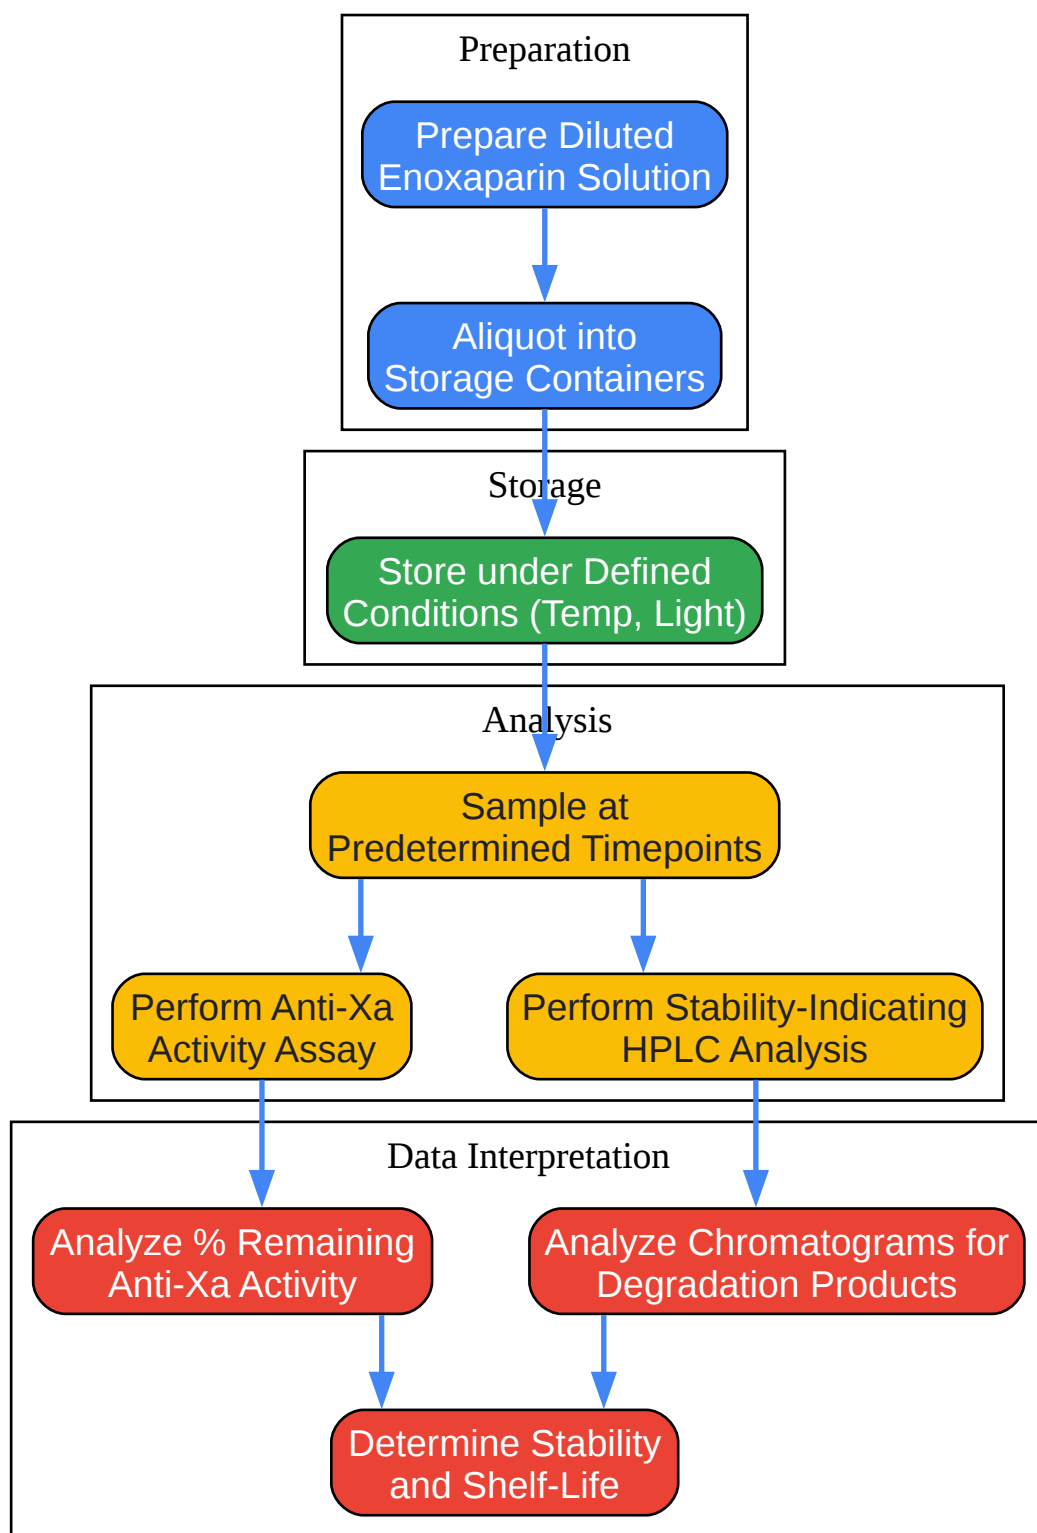 Preparation
Prepare Diluted
Enoxaparin Solution
Aliquot into
Storage Containers
Storage
Store under Defined
Conditions (Temp, Light)
Analysis
Sample at
Predetermined Timepoints
Perform Anti-Xa
Activity Assay
Perform Stability-Indicating
HPLC Analysis
Data Interpretation
Analyze % Remaining
Anti-Xa Activity
Analyze Chromatograms for
Degradation Products
Determine Stability
and Shelf-Life